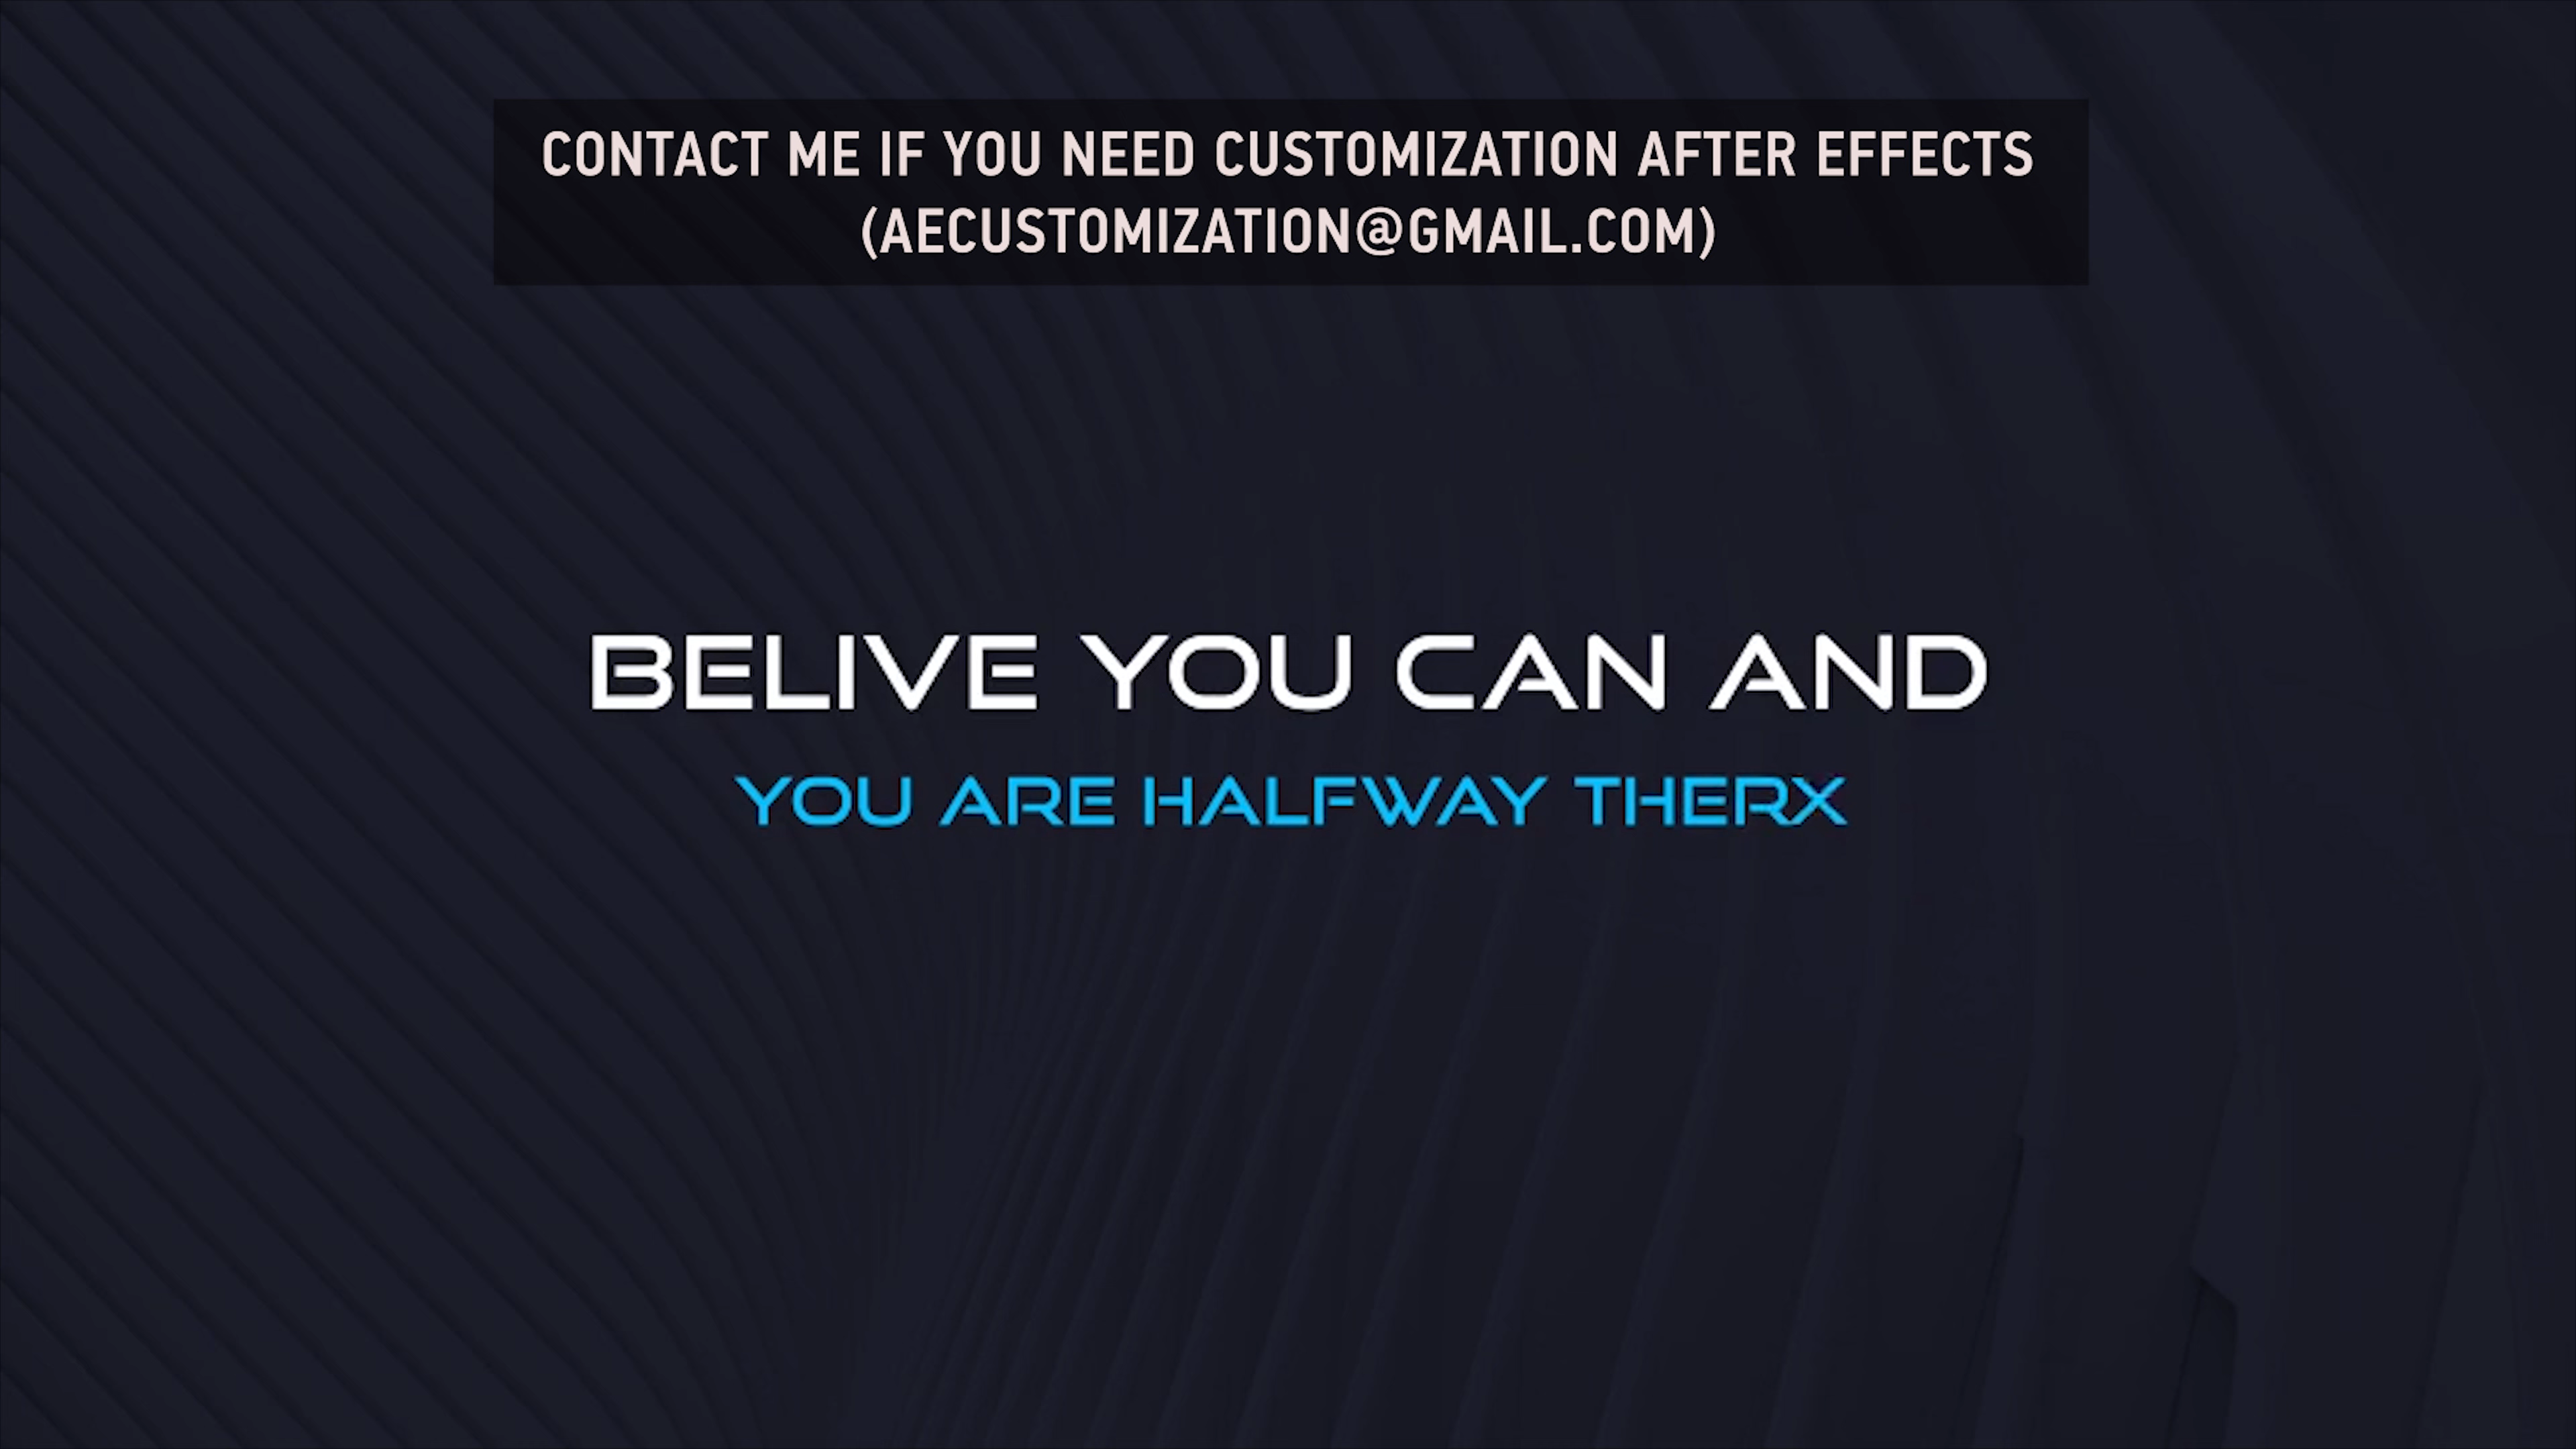 CONTACT ME IF YOU NEED CUSTOMIZATION AFTER EFFECTS
(AECUSTOMIZATION@GMAIL.COM)
BELIVE YOU CAN AND
YOU ARE HALFWAY THERX